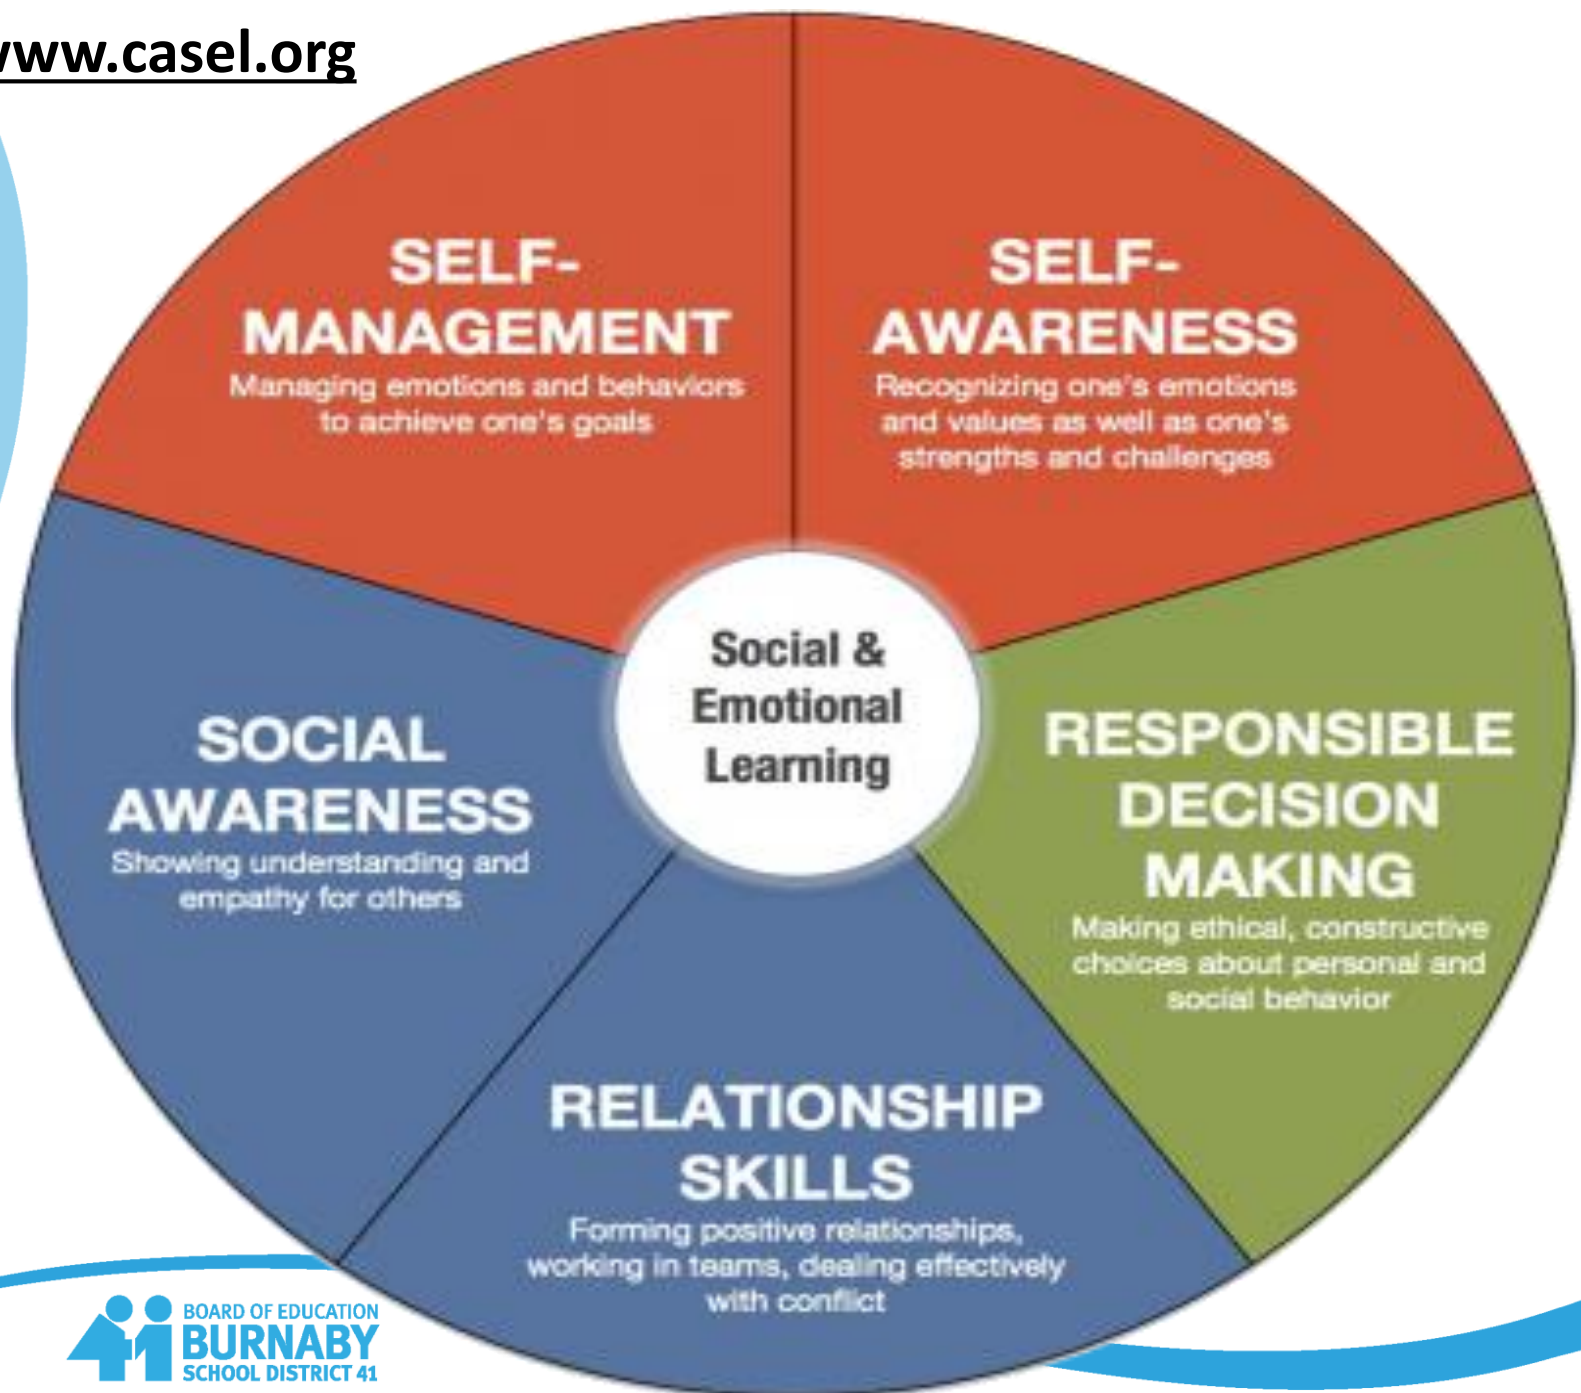 www.casel.org
SELF-
MANAGEMENT
Managing emotions and behaviors
to achieve one's goals
SELF-
AWARENESS
Recognizing one's emotions
and values as well as one's
strengths and challenges
Social &
Emotional
Learning
SOCIAL
AWARENESS
Showing understanding and
empathy for others
RESPONSIBLE
DECISION
MAKING
Making ethical, constructive
choices about personal and
social behavior
RELATIONSHIP
SKILLS
Forming positive relationships,
working in teams, dealing effectively
with conflict
BOARD OF EDUCATION
BURNABY
SCHOOL DISTRICT 41